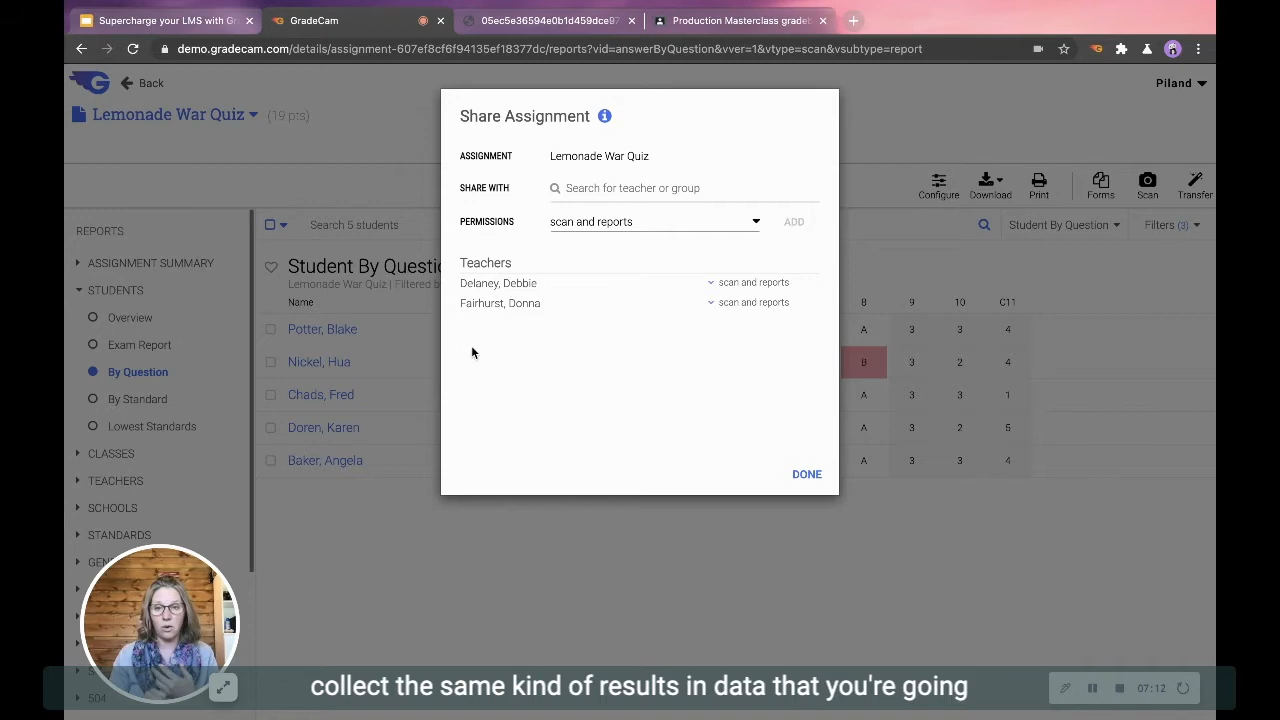 Supercharge your LMS with Gr
GradeCam
05ec5e36594e0b1d459dce97
Production Masterclass gradeb
demo.gradecam.com/details/assignment-607ef8cf6f94135ef18377dc/reports?vid=answerByQuestion&vver=1&vtype=scan&vsubtype=report
Back
Piland
Lemonade War Quiz (19 pts)
Configure
Download
Print
Forms
Scan
Transfer
REPORTS
ASSIGNMENT SUMMARY
STUDENTS
Overview
Exam Report
By Question
By Standard
Lowest Standards
CLASSES
TEACHERS
SCHOOLS
STANDARDS
GEN
S
504
Search 5 students
Student By Question
Filters (3)
Student By Questio
Lemonade War Quiz | Filtered b
Name 8 9 10 C11
Potter, Blake A 3 3 4
Nickel, Hua B 3 2 4
Chads, Fred A 3 3 1
Doren, Karen A 3 2 5
Baker, Angela A 3 3 4
Share Assignment
ASSIGNMENT Lemonade War Quiz
SHARE WITH Search for teacher or group
PERMISSIONS scan and reports ADD
Teachers
Delaney, Debbie scan and reports
Fairhurst, Donna scan and reports
DONE
collect the same kind of results in data that you're going
07:12